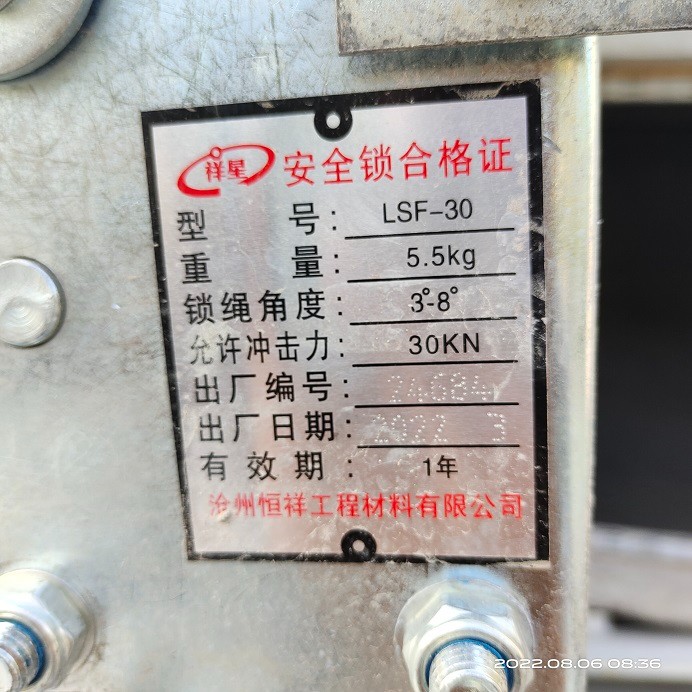 祥星 安全锁合格证
型号: LSF-30
重量: 5.5kg
锁绳角度: 3°-8°
允许冲击力: 30KN
出厂编号: 24684
出厂日期: 2022 3
有效期: 1年
沧州恒祥工程材料有限公司
2022.08.06 08:36